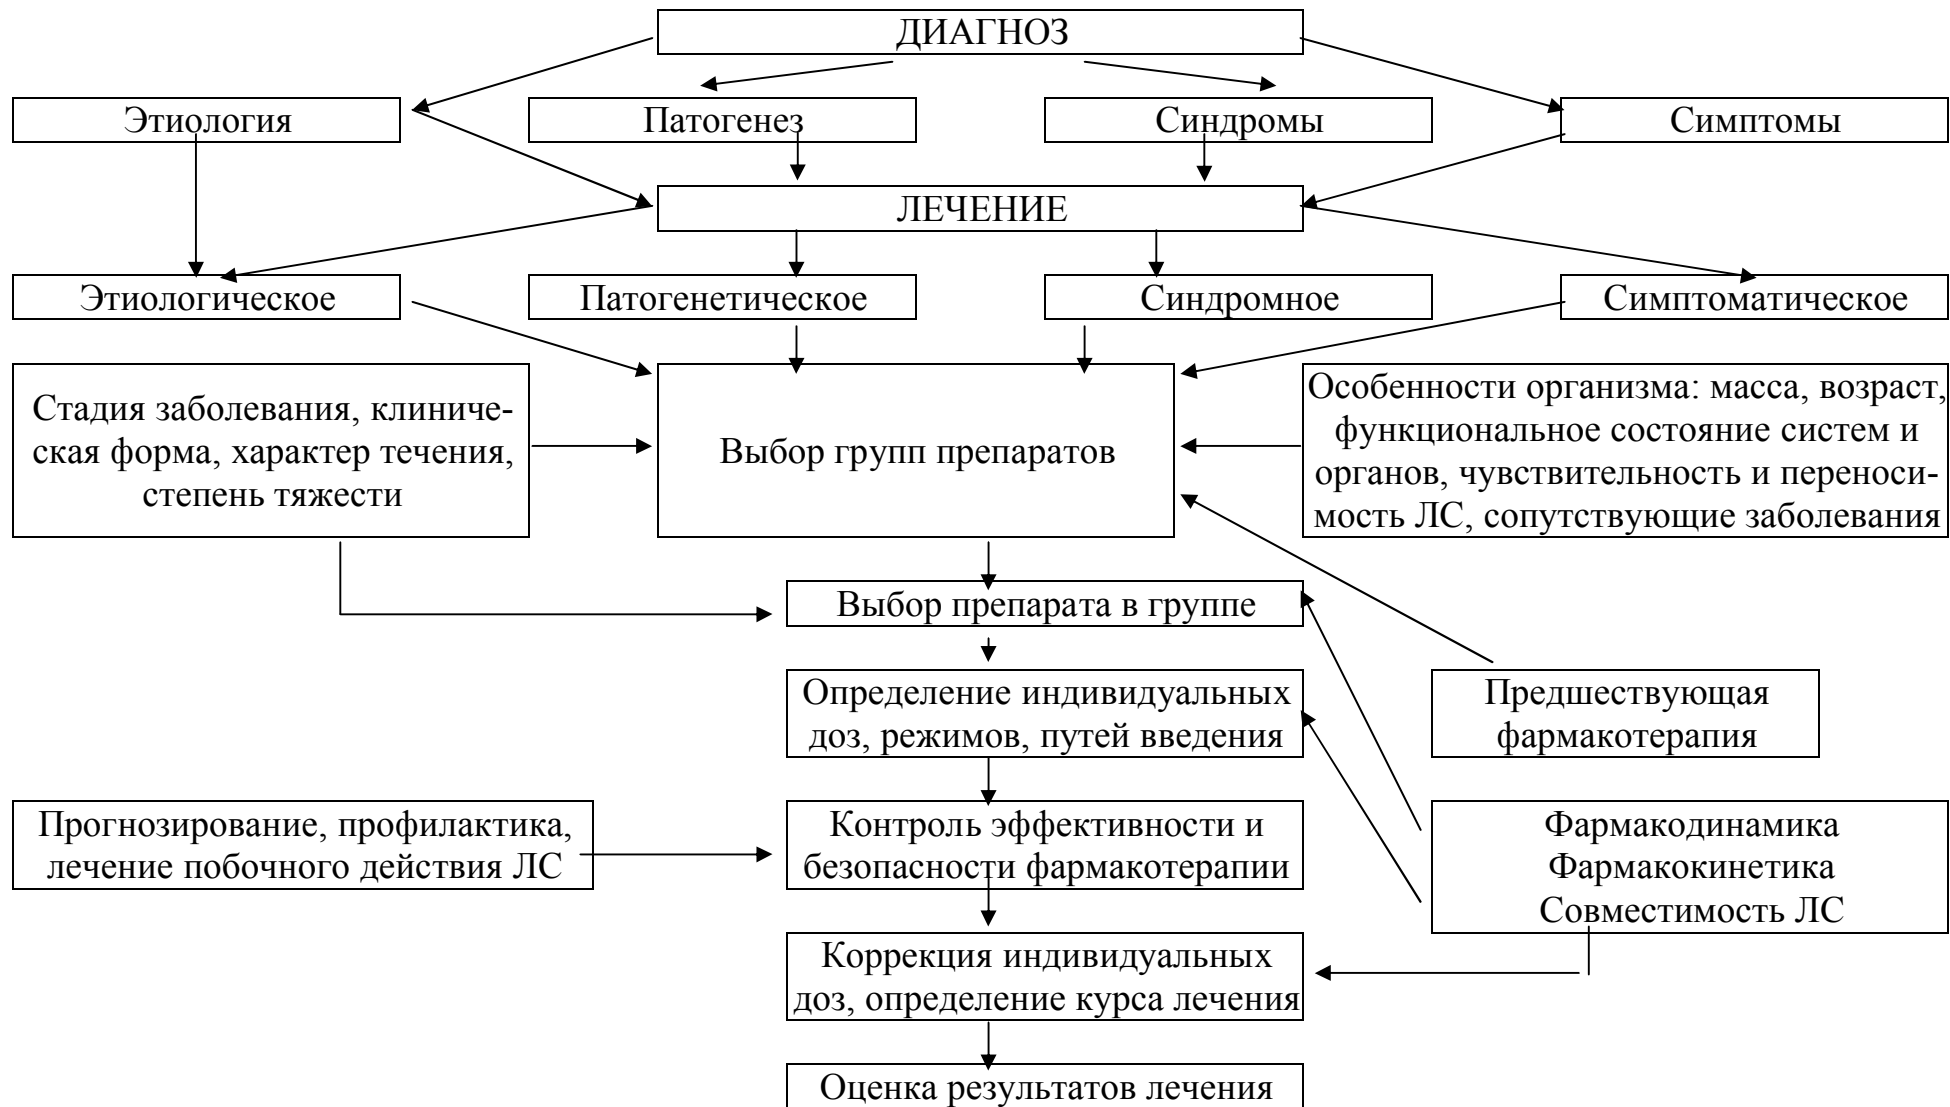 ДИАГНОЗ
Этиология
Патогенез
Синдромы
Симптомы
ЛЕЧЕНИЕ
Этиологическое
Патогенетическое
Синдромное
Симптоматическое
Стадия заболевания, клиниче-
ская форма, характер течения,
степень тяжести
Выбор групп препаратов
Особенности организма: масса, возраст,
функциональное состояние систем и
органов, чувствительность и переноси-
мость ЛС, сопутствующие заболевания
Выбор препарата в группе
Определение индивидуальных
доз, режимов, путей введения
Предшествующая
фармакотерапия
Прогнозирование, профилактика,
лечение побочного действия ЛС
Контроль эффективности и
безопасности фармакотерапии
Фармакодинамика
Фармакокинетика
Совместимость ЛС
Коррекция индивидуальных
доз, определение курса лечения
Оценка результатов лечения